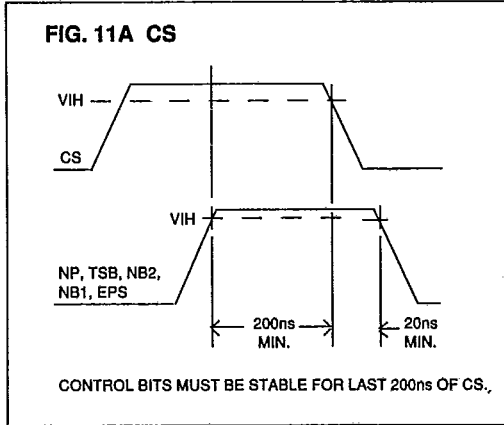 FIG. 11A CS
VIH
CS
VIH
NP, TSB, NB2,
NB1, EPS
200ns
MIN.
20ns
MIN.
CONTROL BITS MUST BE STABLE FOR LAST 200ns OF CS.